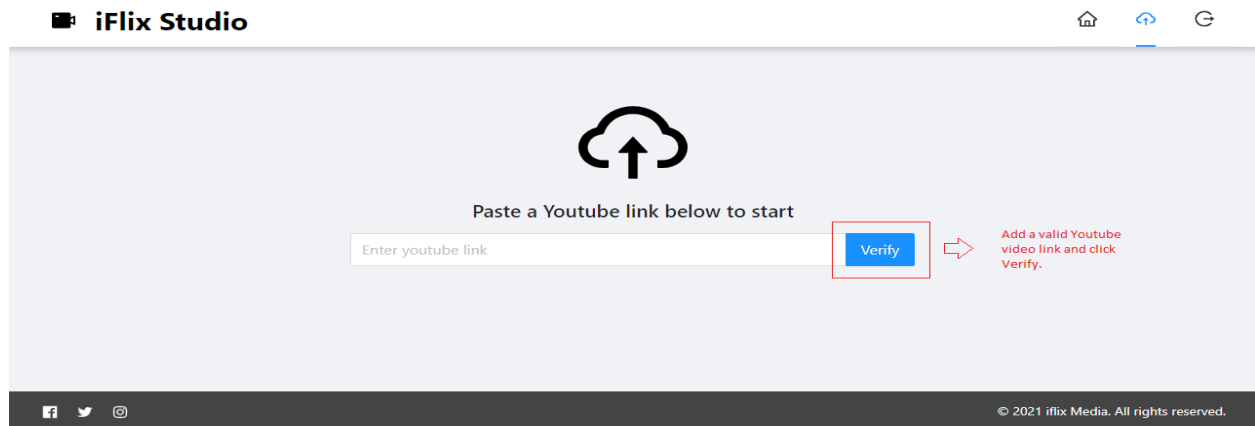 iFlix Studio
Paste a Youtube link below to start
Enter youtube link
Verify
Add a valid Youtube
video link and click
Verify.
© 2021 iflix Media. All rights reserved.